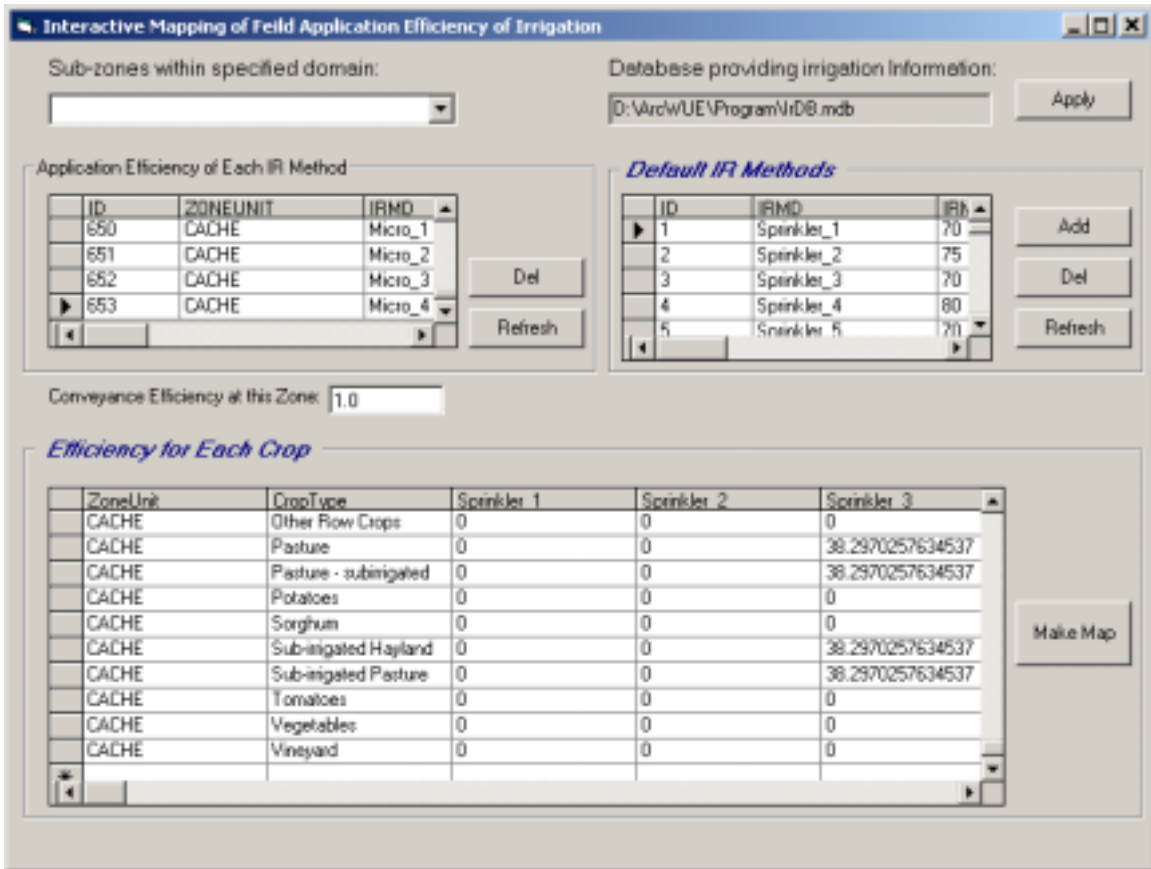 Interactive Mapping of Feild Application Efficiency of Irrigation
Sub-zones within specified domain:
Database providing irrigation Information:
D:\ArcWUE\Program\IrDB.mdb
Apply
Application Efficiency of Each IR Method
ID ZONEUNIT IRMD
650 CACHE Micro_1
651 CACHE Micro_2
652 CACHE Micro_3
653 CACHE Micro_4
Del
Refresh
Default IR Methods
ID IRMD
1 Sprinkler_1 70
2 Sprinkler_2 75
3 Sprinkler_3 70
4 Sprinkler_4 80
5 Sprinkler_5 70
Add
Del
Refresh
Conveyance Efficiency at this Zone: 1.0
Efficiency for Each Crop
ZoneUnit CropType Sprinkler_1 Sprinkler_2 Sprinkler_3
CACHE Other Row Crops 0 0 0
CACHE Pasture 0 0 38.2970257634537
CACHE Pasture - subirrigated 0 0 38.2970257634537
CACHE Potatoes 0 0 0
CACHE Sorghum 0 0 0
CACHE Sub-irrigated Hayland 0 0 38.2970257634537
CACHE Sub-irrigated Pasture 0 0 38.2970257634537
CACHE Tomatoes 0 0 0
CACHE Vegetables 0 0 0
CACHE Vineyard 0 0 0
Make Map